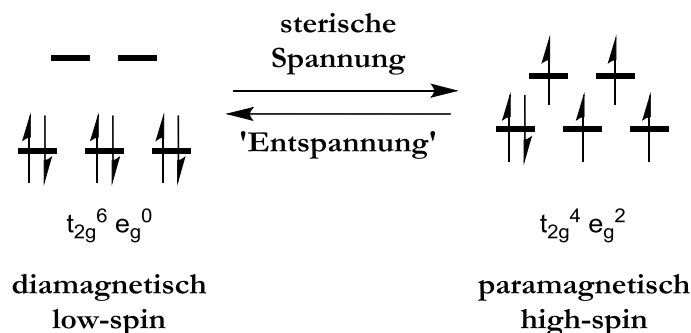 sterische
Spannung
'Entspannung'
t₂g⁶ eg⁰
t₂g⁴ eg²
diamagnetisch
low-spin
paramagnetisch
high-spin